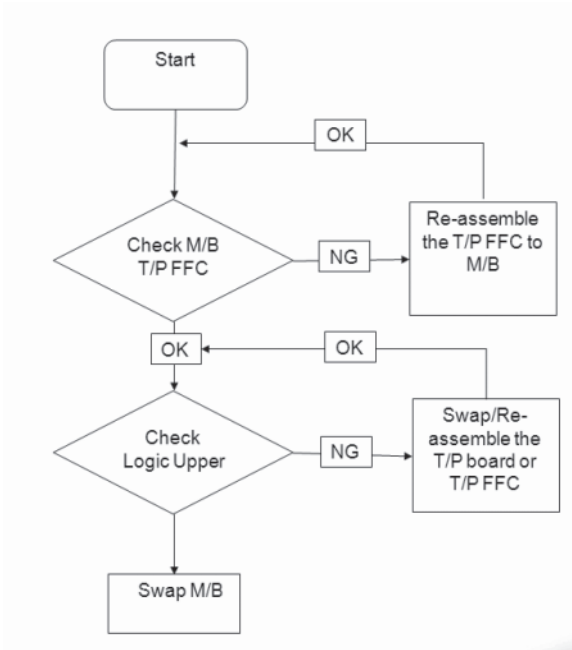 Start
OK
Check M/B
T/P FFC
NG
Re-assemble
the T/P FFC to
M/B
OK
OK
Check
Logic Upper
NG
Swap/Re-
assemble the
T/P board or
T/P FFC
Swap M/B